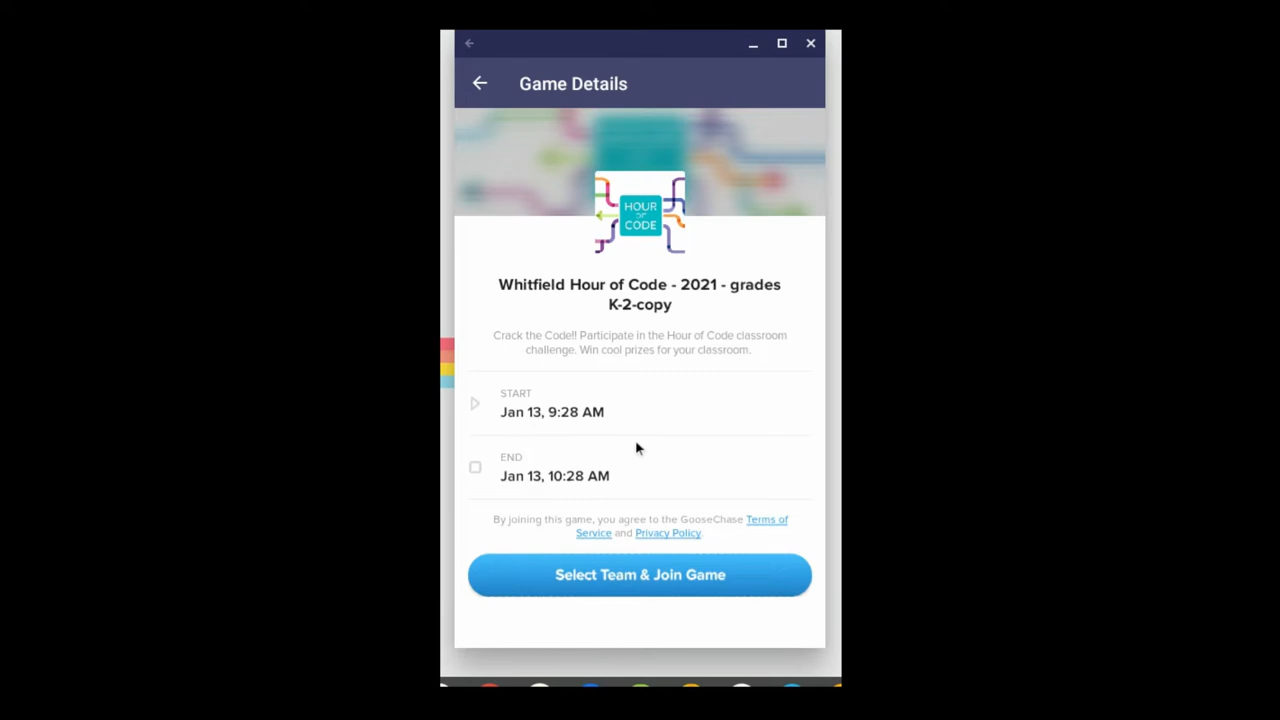 Game Details
HOUR
OF
CODE
Whitfield Hour of Code - 2021 - grades
K-2-copy
Crack the Code!! Participate in the Hour of Code classroom
challenge. Win cool prizes for your classroom.
START
Jan 13, 9:28 AM
END
Jan 13, 10:28 AM
By joining this game, you agree to the GooseChase Terms of
Service and Privacy Policy.
Select Team & Join Game